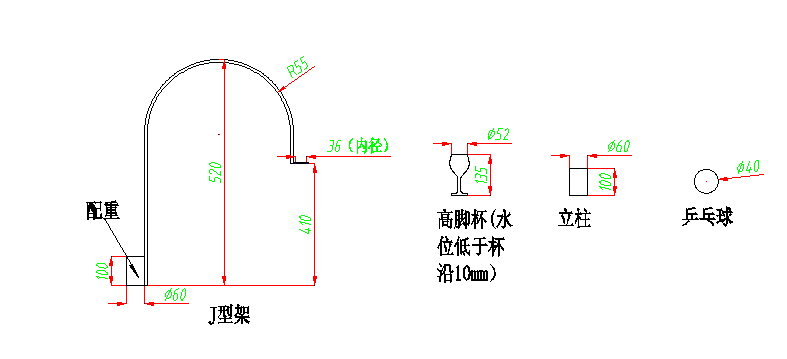 R55
520
36（内径）
410
配重
100
Ø60
J型架
Ø52
135
高脚杯(水
位低于杯
沿10mm)
Ø60
100
立柱
Ø40
乒乓球